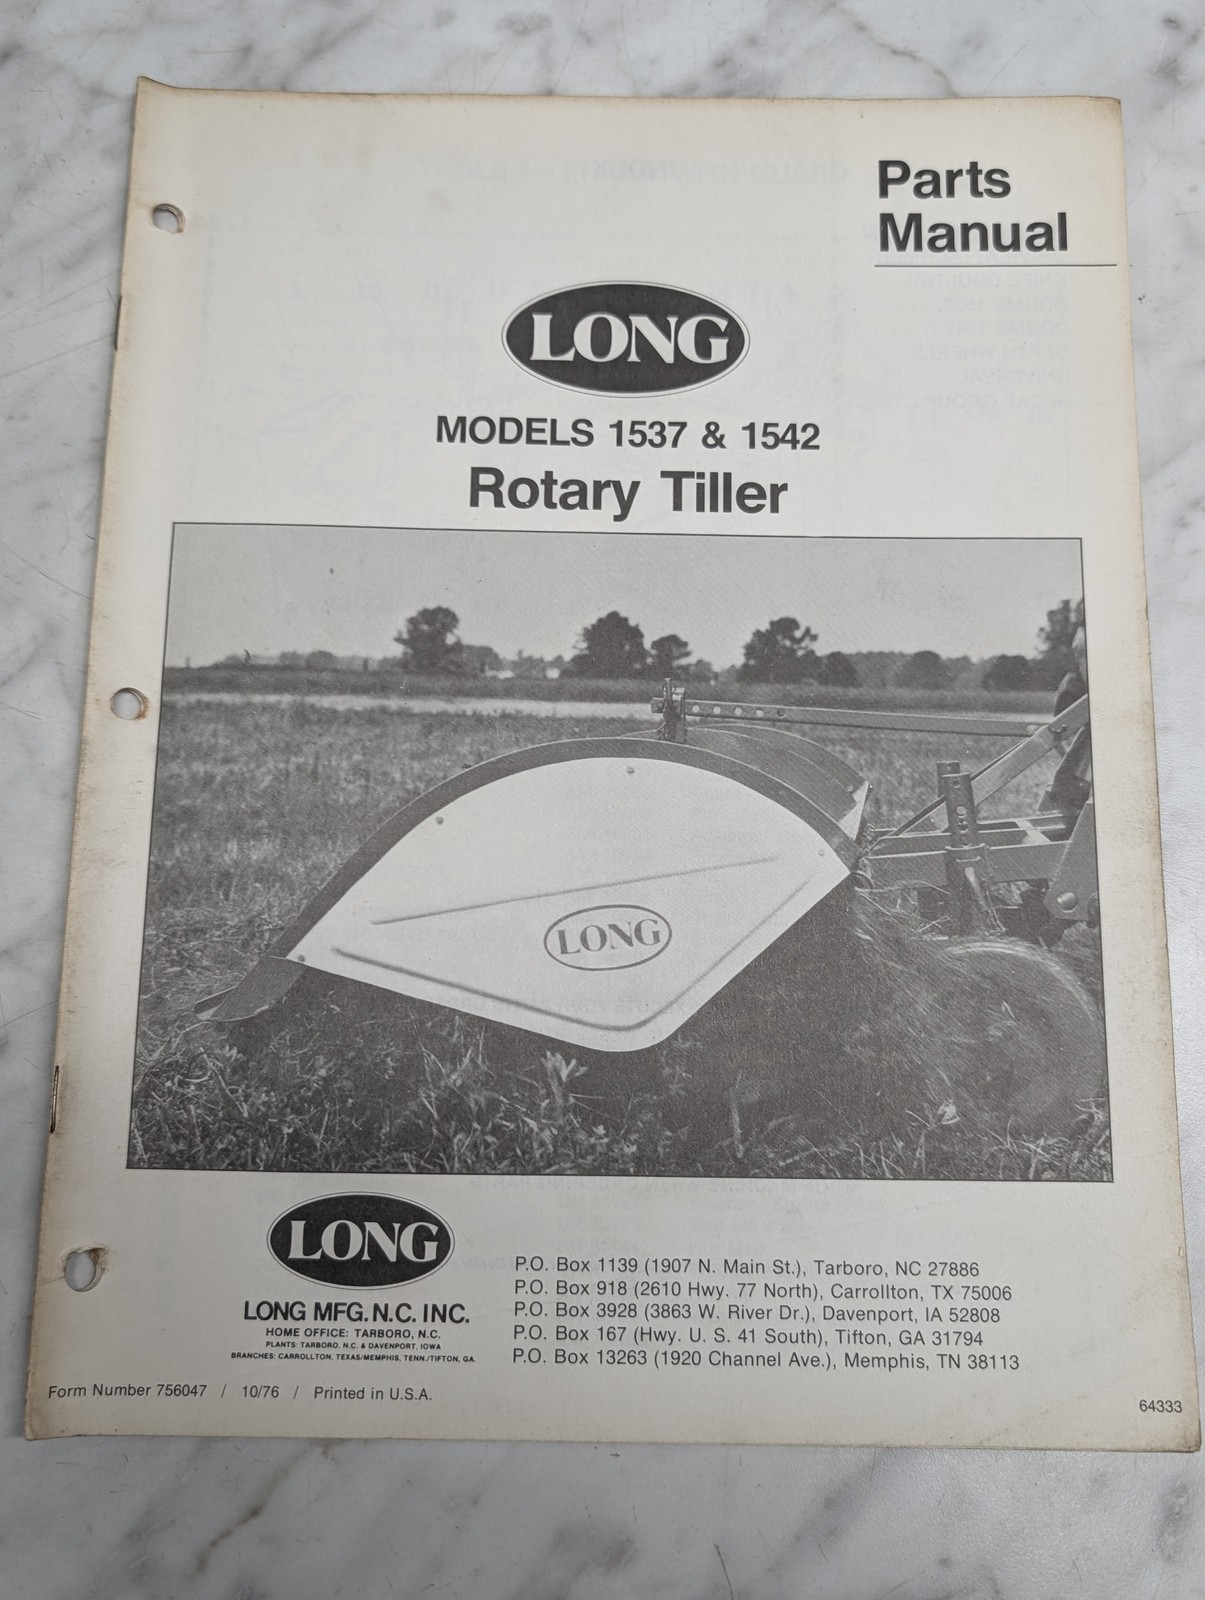 Parts
Manual
LONG
MODELS 1537 & 1542
Rotary Tiller
LONG
LONG
LONG MFG. N.C. INC.
HOME OFFICE: TARBORO, N.C.
PLANTS: TARBORO, N.C. & DAVENPORT, IOWA
BRANCHES: CARROLLTON, TEXAS/MEMPHIS, TENN./TIFTON, GA.
P.O. Box 1139 (1907 N. Main St.), Tarboro, NC 27886
P.O. Box 918 (2610 Hwy. 77 North), Carrollton, TX 75006
P.O. Box 3928 (3863 W. River Dr.), Davenport, IA 52808
P.O. Box 167 (Hwy. U. S. 41 South), Tifton, GA 31794
P.O. Box 13263 (1920 Channel Ave.), Memphis, TN 38113
Form Number 756047 / 10/76 / Printed in U.S.A.
64333